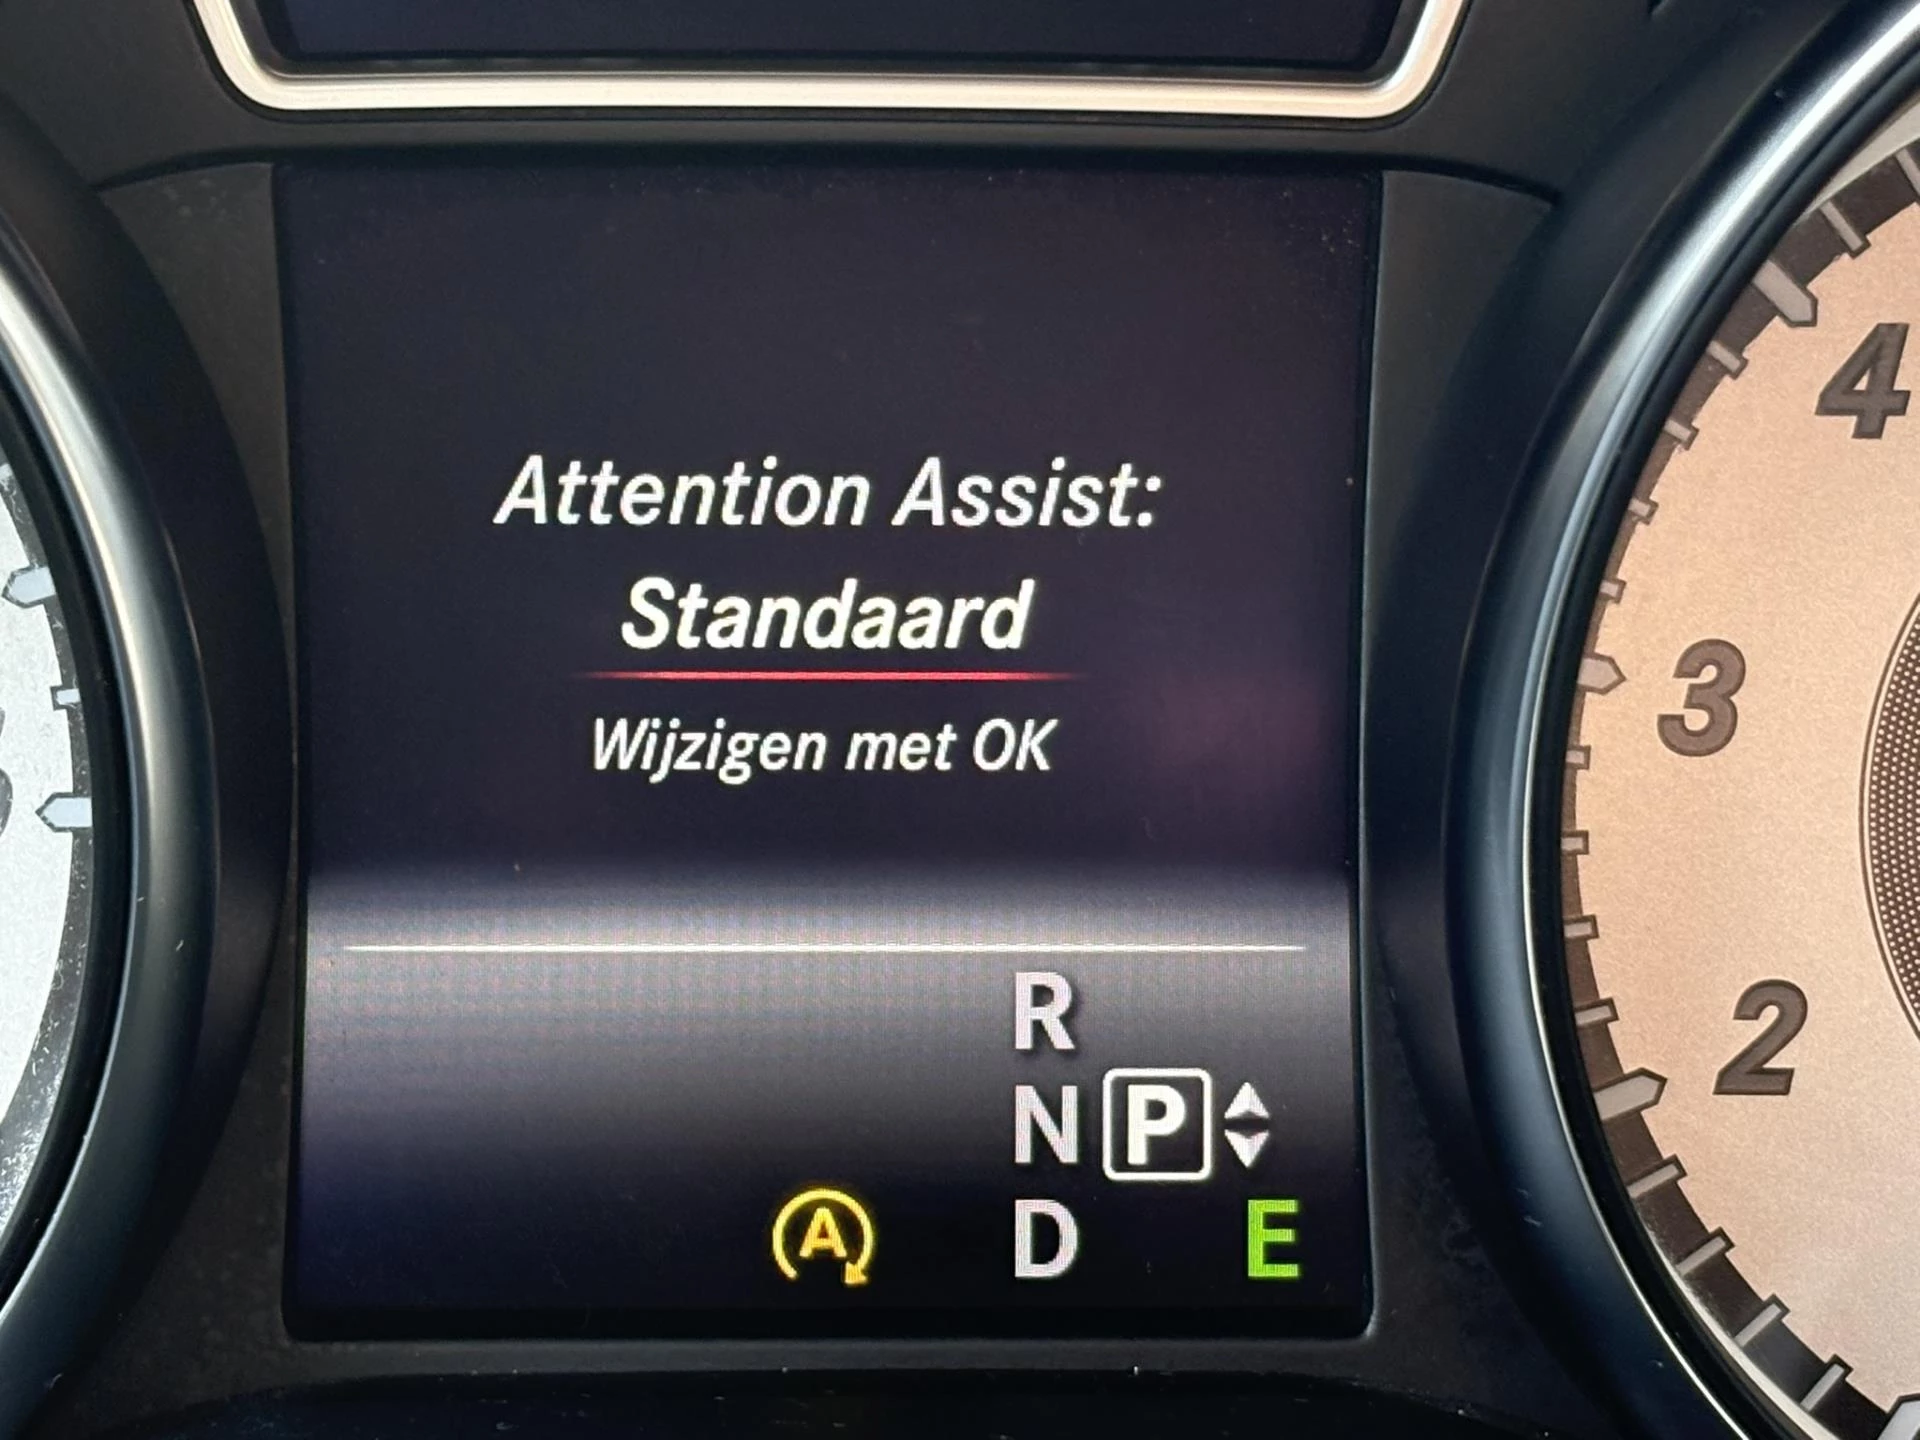 Attention Assist:
Standaard
Wijzigen met OK
R
N P
A D E
4
3
2